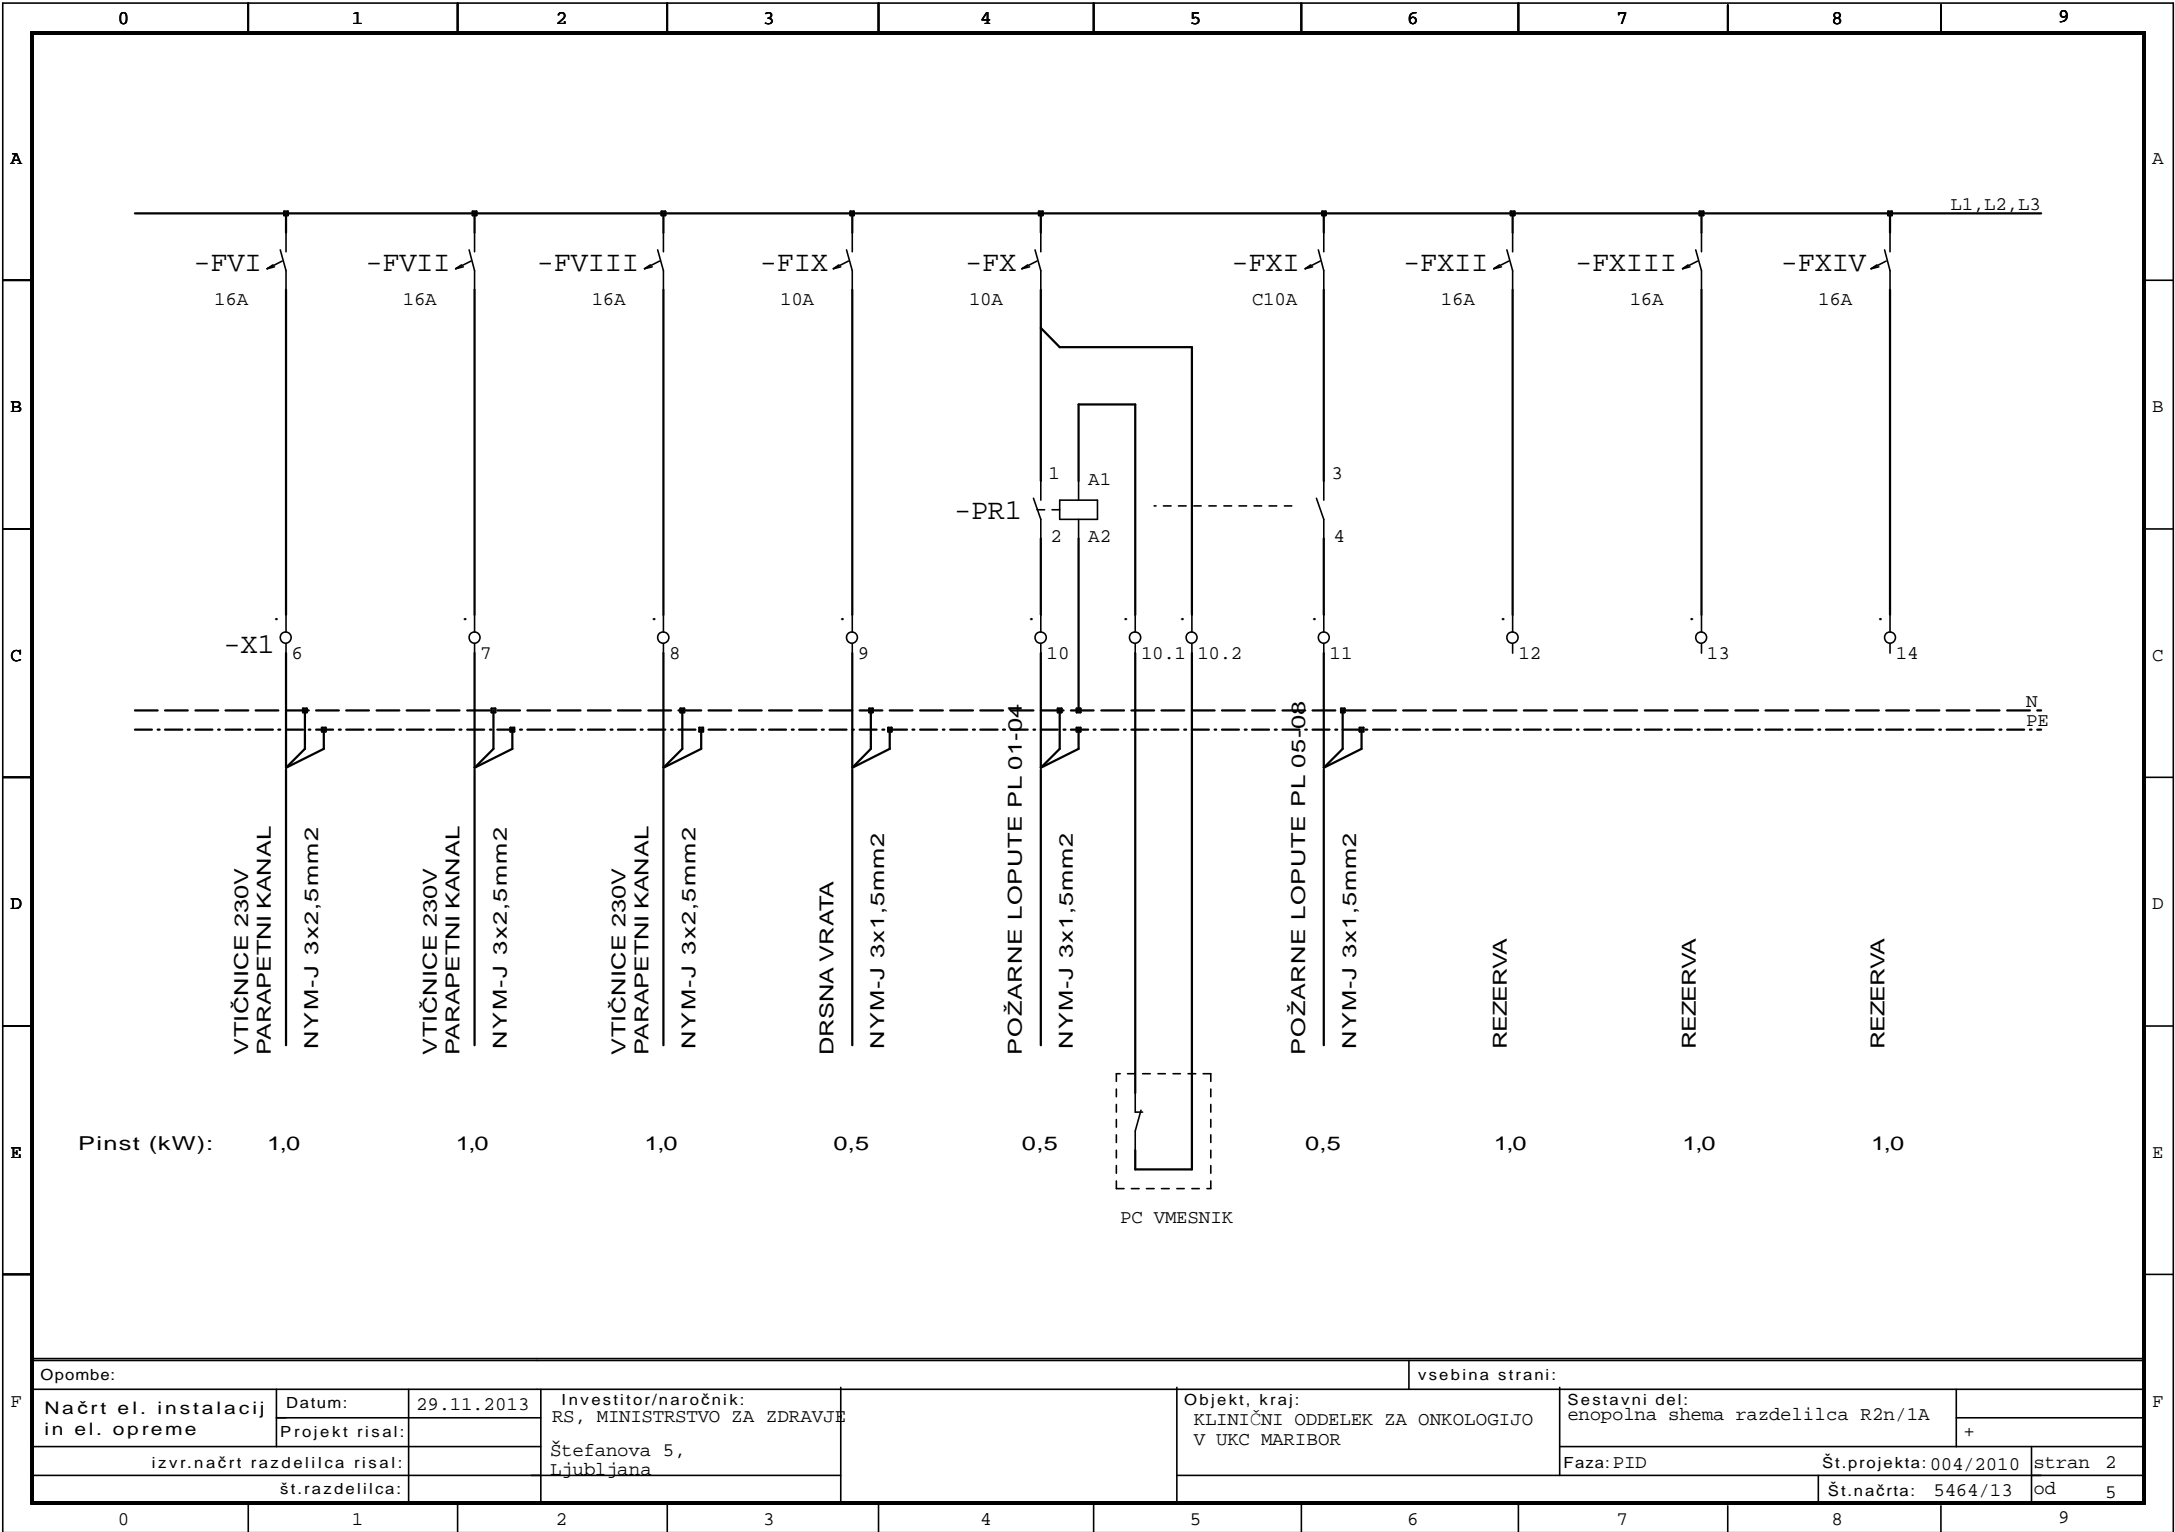 0 1 2 3 4 5 6 7 8 9
A A
L1,L2,L3
-FVI -FVII -FVIII -FIX -FX -FXI -FXII -FXIII -FXIV
16A 16A 16A 10A 10A C10A 16A 16A 16A
B B
1 A1 3
-PR1
2 A2 4
-X1 6 7 8 9 10 10.1 10.2 11 12 13 14
C C
N
PE
VTIČNICE 230V
PARAPETNI KANAL
NYM-J 3x2,5mm2
VTIČNICE 230V
PARAPETNI KANAL
NYM-J 3x2,5mm2
VTIČNICE 230V
PARAPETNI KANAL
NYM-J 3x2,5mm2
DRSNA VRATA
NYM-J 3x1,5mm2
POŽARNE LOPUTE PL 01-04
NYM-J 3x1,5mm2
POŽARNE LOPUTE PL 05-08
NYM-J 3x1,5mm2
REZERVA
REZERVA
REZERVA
D D
E E
Pinst (kW): 1,0 1,0 1,0 0,5 0,5 0,5 1,0 1,0 1,0
PC VMESNIK
F F
Opombe:
vsebina strani:
Načrt el. instalacij
in el. opreme
Datum: 29.11.2013
Projekt risal:
izvr.načrt razdelilca risal:
št.razdelilca:
Investitor/naročnik:
RS, MINISTRSTVO ZA ZDRAVJE
Štefanova 5,
Ljubljana
Objekt, kraj:
KLINIČNI ODDELEK ZA ONKOLOGIJO
V UKC MARIBOR
Sestavni del:
enopolna shema razdelilca R2n/1A
+
Faza: PID
Št.projekta: 004/2010
stran 2
Št.načrta: 5464/13
od 5
0 1 2 3 4 5 6 7 8 9